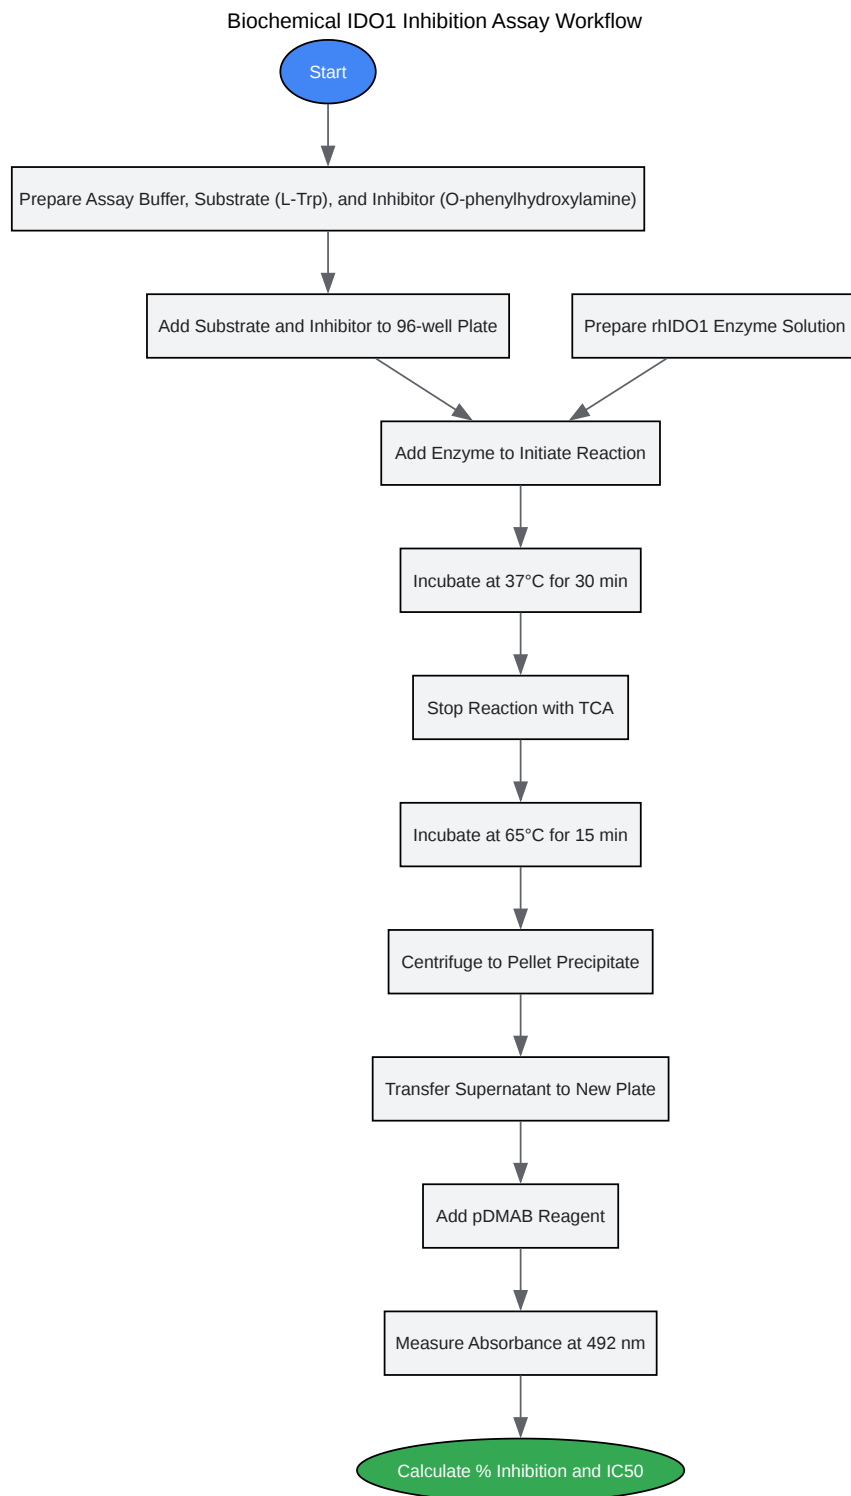 Biochemical IDO1 Inhibition Assay Workflow
Start
Prepare Assay Buffer, Substrate (L-Trp), and Inhibitor (O-phenylhydroxylamine)
Add Substrate and Inhibitor to 96-well Plate
Prepare rhIDO1 Enzyme Solution
Add Enzyme to Initiate Reaction
Incubate at 37°C for 30 min
Stop Reaction with TCA
Incubate at 65°C for 15 min
Centrifuge to Pellet Precipitate
Transfer Supernatant to New Plate
Add pDMAB Reagent
Measure Absorbance at 492 nm
Calculate % Inhibition and IC50